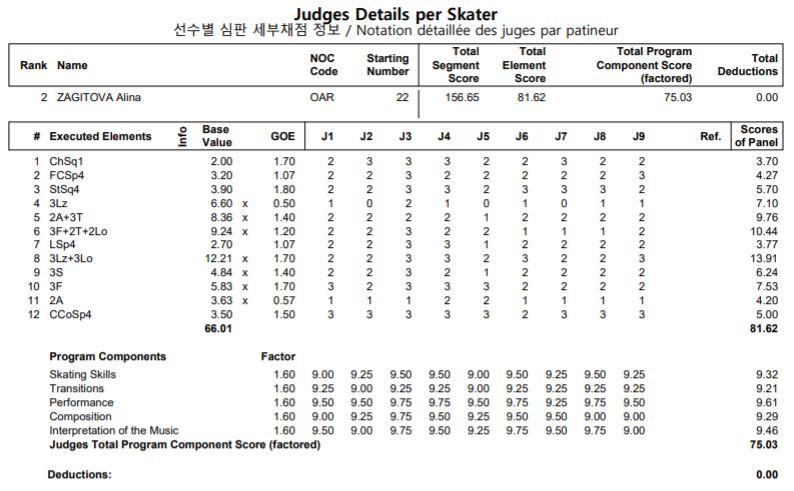 Judges Details per Skater
선수별 심판 세부채점 정보 / Notation détaillée des juges par patineur
Rank Name NOC Code Starting Number Total Segment Score Total Element Score Total Program Component Score (factored) Total Deductions
2 ZAGITOVA Alina OAR 22 156.65 81.62 75.03 0.00
# Executed Elements Info Base Value GOE J1 J2 J3 J4 J5 J6 J7 J8 J9 Ref. Scores of Panel
1 ChSq1 2.00 1.70 2 3 3 3 2 2 3 2 2 3.70
2 FCSp4 3.20 1.07 2 2 2 2 2 2 2 2 3 4.27
3 StSq4 3.90 1.80 2 2 3 2 2 3 3 3 2 5.70
4 3Lz 6.60 x 0.50 1 0 2 1 0 1 0 1 1 7.10
5 2A+3T 8.36 x 1.40 2 2 2 2 1 2 2 2 2 9.76
6 3F+2T+2Lo 9.24 x 1.20 2 2 3 2 2 1 1 1 2 10.44
7 LSp4 2.70 1.07 2 2 3 3 1 2 2 2 2 3.77
8 3Lz+3Lo 12.21 x 1.70 2 2 3 3 2 3 2 2 3 13.91
9 3S 4.84 x 1.40 2 2 3 2 1 2 2 2 2 6.24
10 3F 5.83 x 1.70 3 2 3 3 3 2 2 2 2 7.53
11 2A 3.63 x 0.57 1 1 1 2 2 1 1 1 1 4.20
12 CCoSp4 3.50 1.50 3 3 3 3 3 2 3 3 3 5.00
66.01 81.62
Program Components Factor
Skating Skills 1.60 9.00 9.25 9.50 9.50 9.00 9.50 9.25 9.50 9.25 9.32
Transitions 1.60 9.25 9.00 9.25 9.25 9.00 9.25 9.25 9.25 9.25 9.21
Performance 1.60 9.50 9.50 9.75 9.75 9.50 9.75 9.25 9.75 9.50 9.61
Composition 1.60 9.00 9.25 9.75 9.50 9.25 9.50 9.50 9.00 9.00 9.29
Interpretation of the Music 1.60 9.50 9.00 9.75 9.50 9.25 9.75 9.50 9.75 9.00 9.46
Judges Total Program Component Score (factored) 75.03
Deductions: 0.00